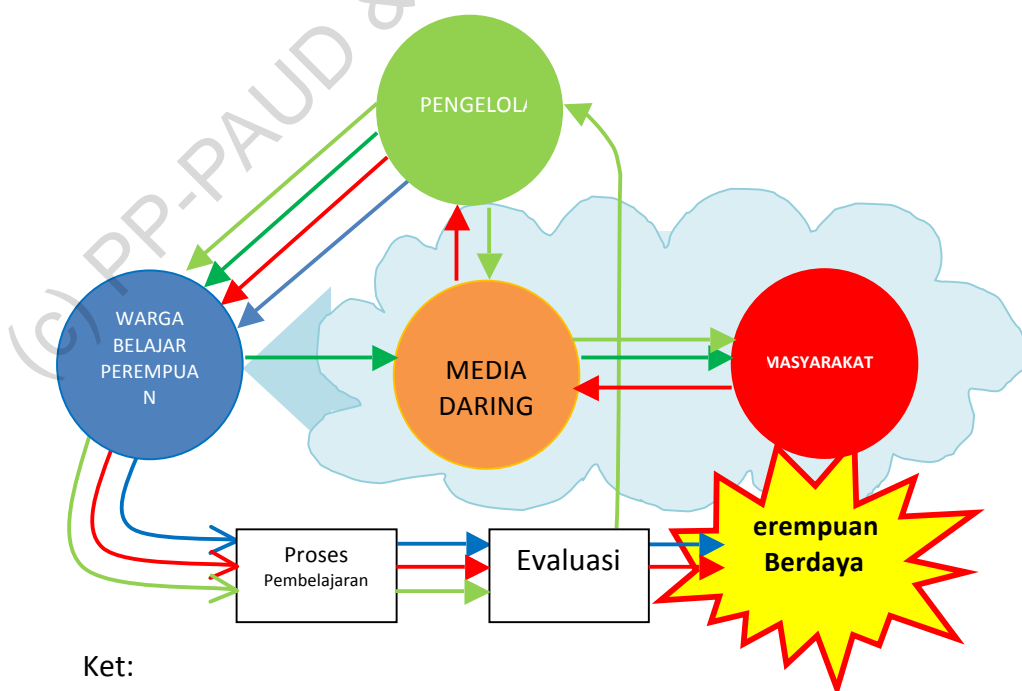 (c) PP-PAUD &
PENGELOLA
WARGA
BELAJAR
PEREMPUA
N
MEDIA
DARING
MASYARAKAT
erempuan
Berdaya
Proses
Pembelajaran
Evaluasi
Ket: